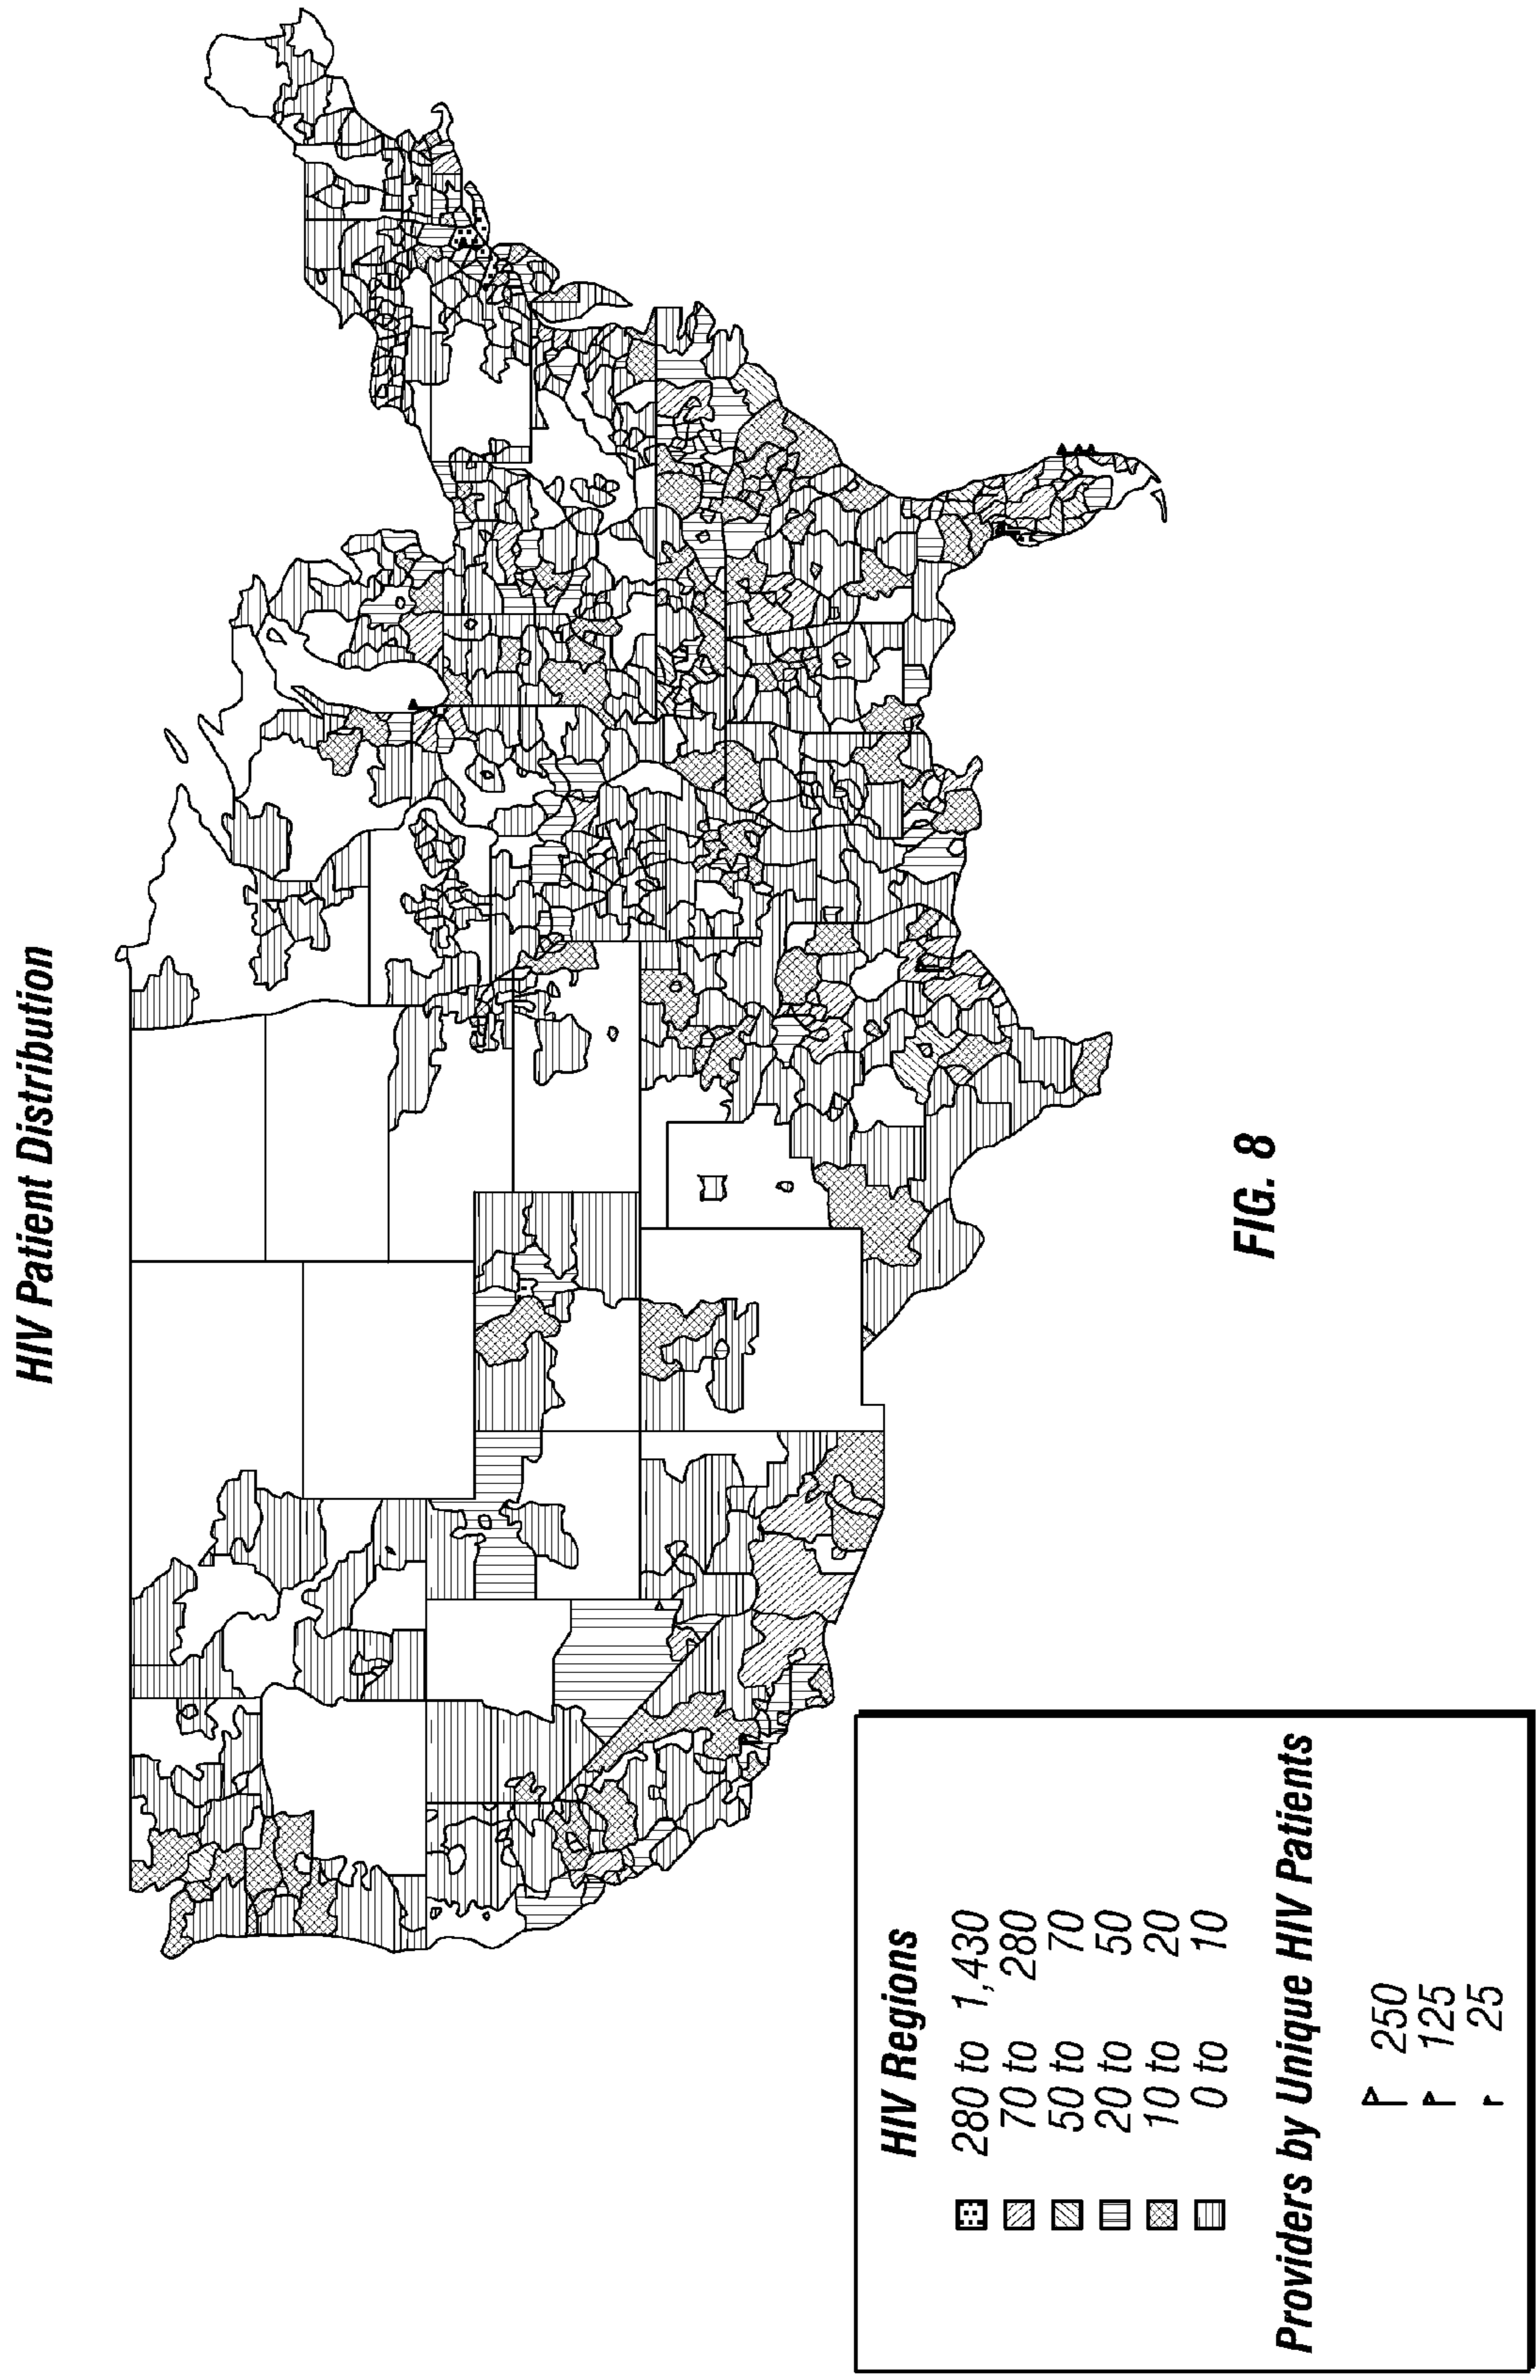 HIV Patient Distribution
HIV Regions
280 to 1,430
70 to 280
50 to 70
20 to 50
10 to 20
0 to 10
Providers by Unique HIV Patients
250
125
25
FIG. 8